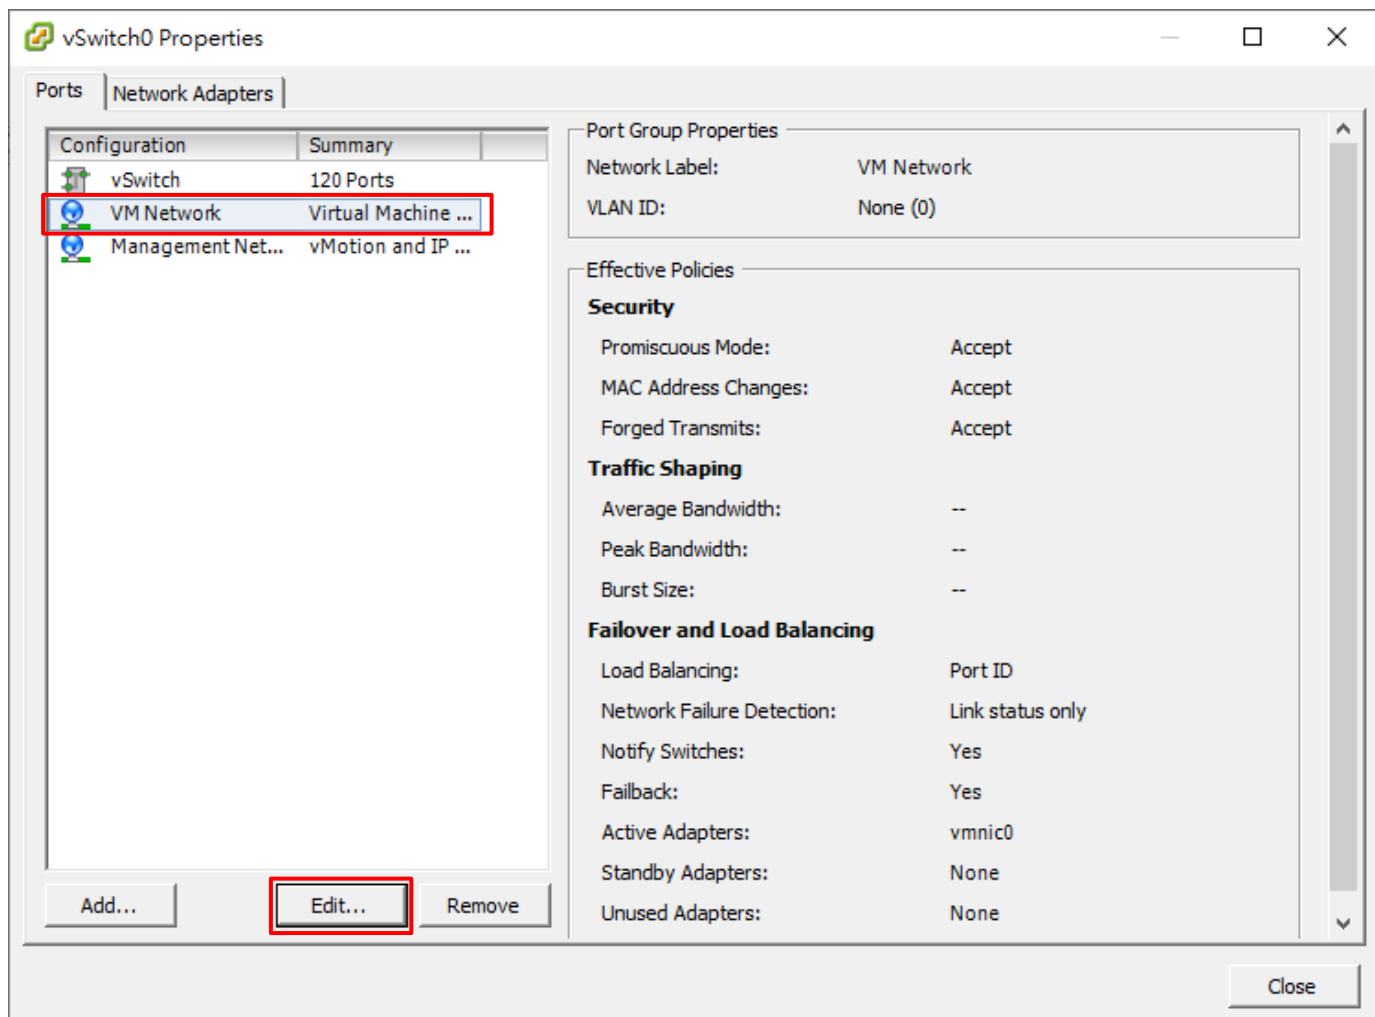 vSwitch0 Properties
Ports
Network Adapters
Configuration Summary
vSwitch 120 Ports
VM Network Virtual Machine ...
Management Net... vMotion and IP ...
Add... Edit... Remove
Port Group Properties
Network Label: VM Network
VLAN ID: None (0)
Effective Policies
Security
Promiscuous Mode: Accept
MAC Address Changes: Accept
Forged Transmits: Accept
Traffic Shaping
Average Bandwidth: --
Peak Bandwidth: --
Burst Size: --
Failover and Load Balancing
Load Balancing: Port ID
Network Failure Detection: Link status only
Notify Switches: Yes
Failback: Yes
Active Adapters: vmnic0
Standby Adapters: None
Unused Adapters: None
Close